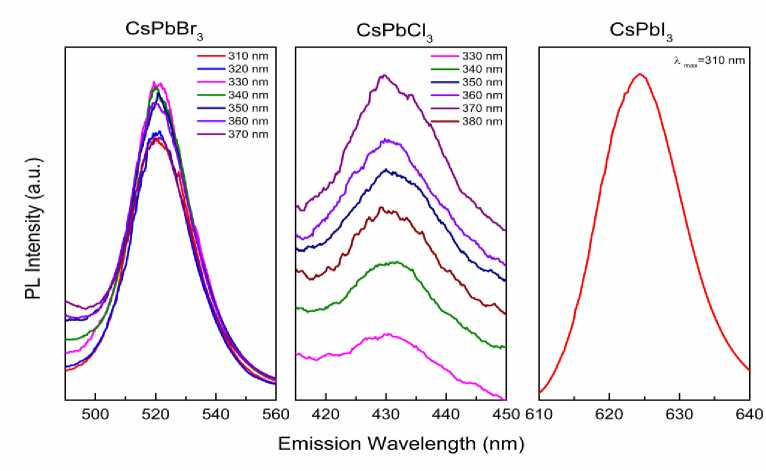 CsPbBr3
CsPbCl3
CsPbI3
310 nm
320 nm
330 nm
340 nm
350 nm
360 nm
370 nm
330 nm
340 nm
350 nm
360 nm
370 nm
380 nm
λ max=310 nm
PL Intensity (a.u.)
500 520 540 560
420 430 440 450
610 620 630 640
Emission Wavelength (nm)